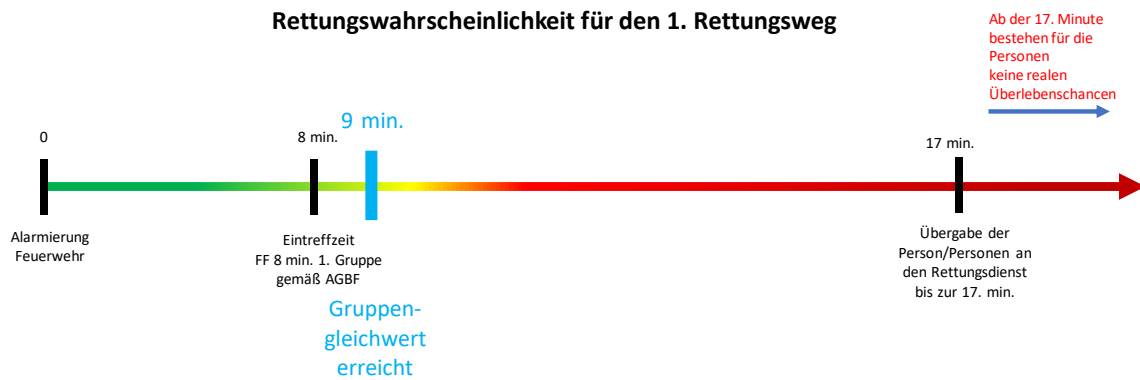 Rettungswahrscheinlichkeit für den 1. Rettungsweg
Ab der 17. Minute
bestehen für die
Personen
keine realen
Überlebenschancen
0
8 min.
9 min.
17 min.
Alarmierung
Feuerwehr
Eintreffzeit
FF 8 min. 1. Gruppe
gemäß AGBF
Gruppen-
gleichwert
erreicht
Übergabe der
Person/Personen an
den Rettungsdienst
bis zur 17. min.